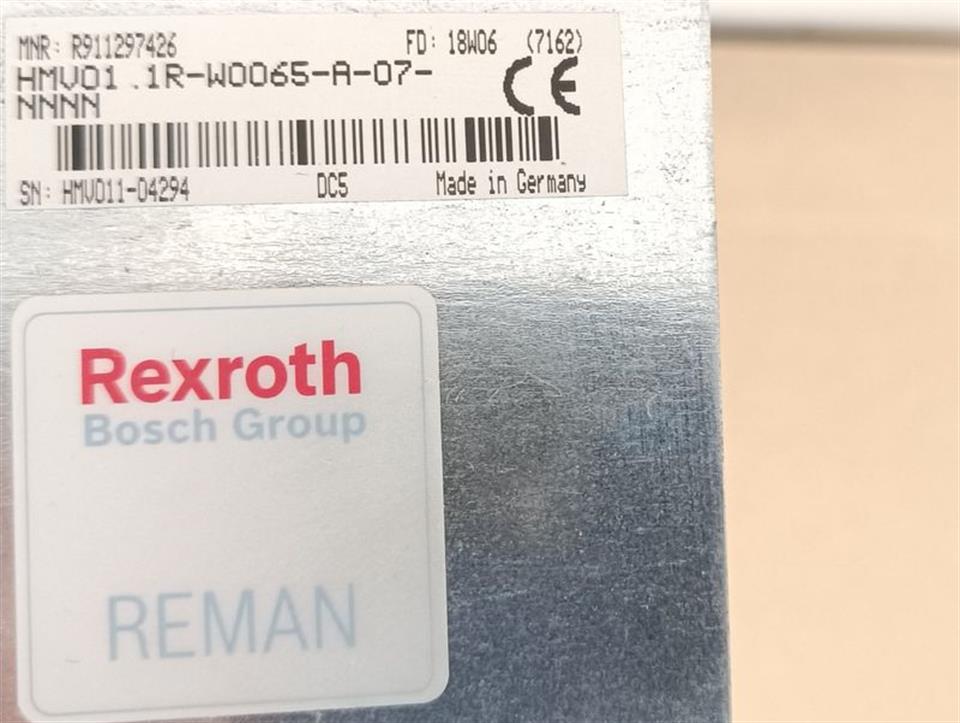 MNR: R911297426 FD: 18W06 (7162)
HMV01.1R-W0065-A-07-
NNNN CE
SN: HMV011-04294 DC5 Made in Germany
Rexroth
Bosch Group
REMAN